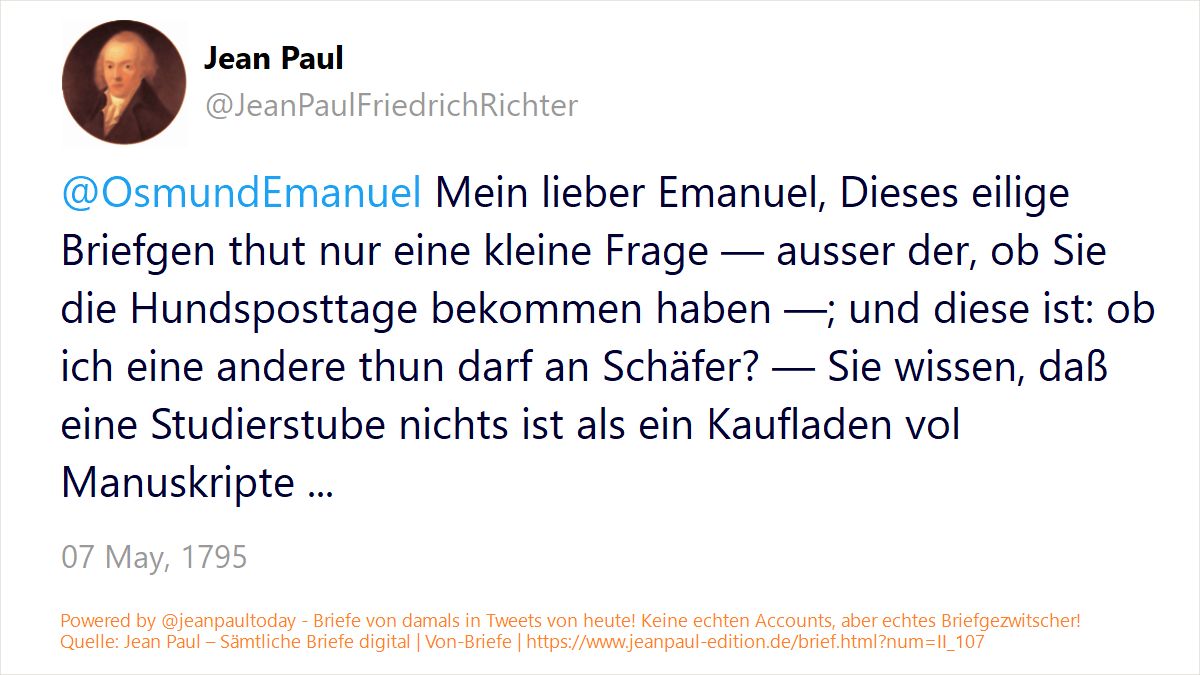 Jean Paul
@JeanPaulFriedrichRichter
@OsmundEmanuel Mein lieber Emanuel, Dieses eilige
Briefgen thut nur eine kleine Frage — ausser der, ob Sie
die Hundsposttage bekommen haben —; und diese ist: ob
ich eine andere thun darf an Schäfer? — Sie wissen, daß
eine Studierstube nichts ist als ein Kaufladen vol
Manuskripte ...
07 May, 1795
Powered by @jeanpaultoday - Briefe von damals in Tweets von heute! Keine echten Accounts, aber echtes Briefgezwitscher!
Quelle: Jean Paul – Sämtliche Briefe digital | Von-Briefe | https://www.jeanpaul-edition.de/brief.html?num=II_107